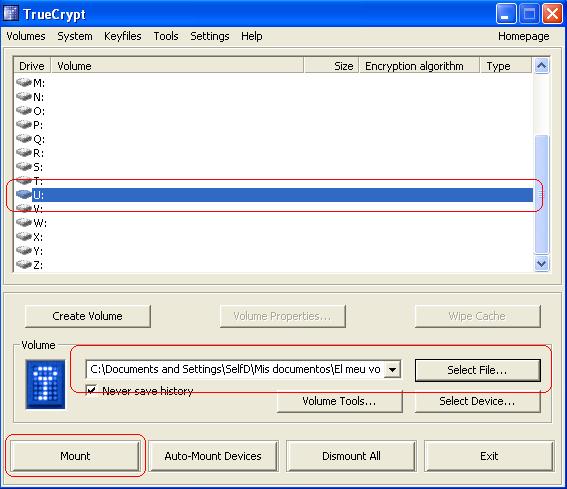 TrueCrypt
Volumes System Keyfiles Tools Settings Help Homepage
Drive Volume Size Encryption algorithm Type
M:
N:
O:
P:
Q:
R:
S:
T:
U:
V:
W:
X:
Y:
Z:
Create Volume Volume Properties... Wipe Cache
Volume
C:\Documents and Settings\SelfD\Mis documentos\El meu vo Select File...
Never save history
Volume Tools... Select Device...
Mount Auto-Mount Devices Dismount All Exit